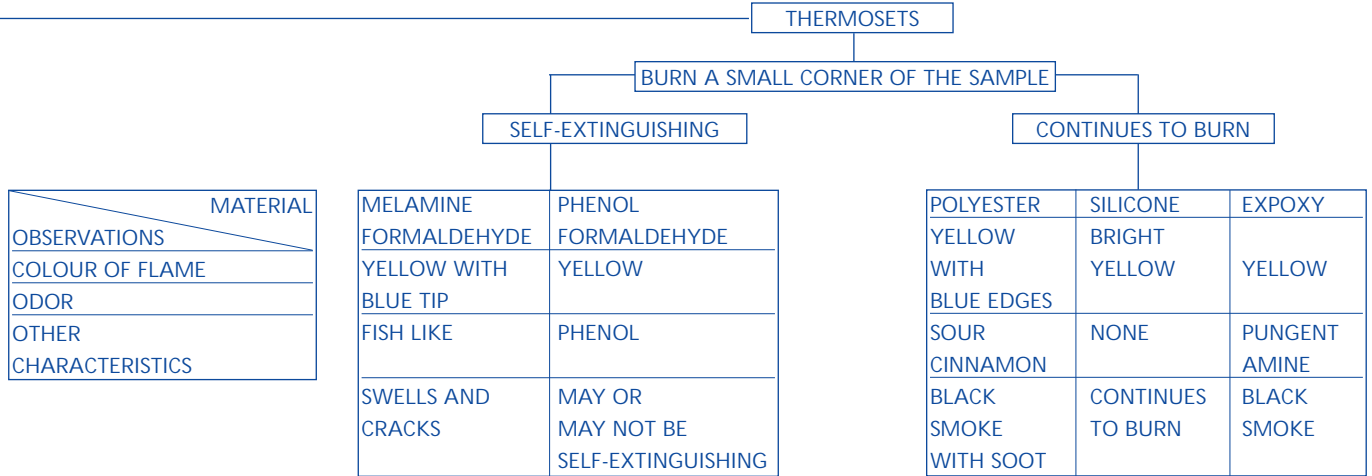 THERMOSETS
BURN A SMALL CORNER OF THE SAMPLE
SELF-EXTINGUISHING
CONTINUES TO BURN
MATERIAL
OBSERVATIONS
COLOUR OF FLAME
ODOR
OTHER
CHARACTERISTICS
MELAMINE PHENOL
FORMALDEHYDE FORMALDEHYDE
YELLOW WITH YELLOW
BLUE TIP
FISH LIKE PHENOL
SWELLS AND MAY OR
CRACKS MAY NOT BE
SELF-EXTINGUISHING
POLYESTER SILICONE EXPOXY
YELLOW BRIGHT
WITH YELLOW YELLOW
BLUE EDGES
SOUR NONE PUNGENT
CINNAMON AMINE
BLACK CONTINUES BLACK
SMOKE TO BURN SMOKE
WITH SOOT